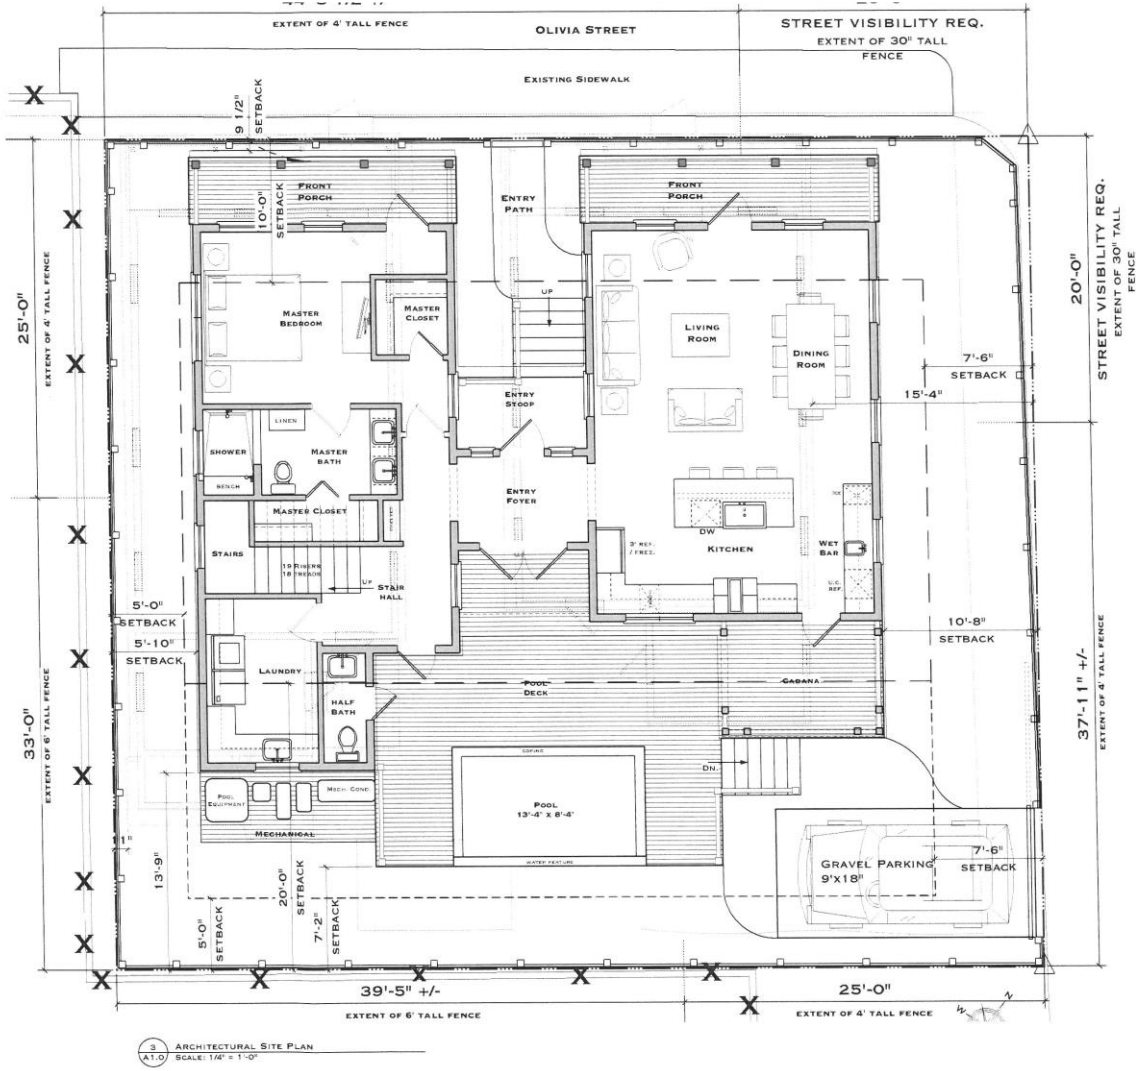 EXTENT OF 4' TALL FENCE
OLIVIA STREET
STREET VISIBILITY REQ.
EXTENT OF 30" TALL
FENCE
EXISTING SIDEWALK
9 1/2"
SETBACK
10'-0"
SETBACK
FRONT
PORCH
ENTRY
PATH
FRONT
PORCH
20'-0"
STREET VISIBILITY REQ.
EXTENT OF 30" TALL
FENCE
25'-0"
EXTENT OF 4' TALL FENCE
UP
MASTER
BEDROOM
MASTER
CLOSET
LIVING
ROOM
DINING
ROOM
7'-6"
SETBACK
15'-4"
ENTRY
STOOP
LINEN
SHOWER
MASTER
BATH
BENCH
ENTRY
FOYER
MASTER CLOSET
DW
ICE
3' REF.
/ FREZ.
KITCHEN
WET
BAR
U.C.
REF.
STAIRS
19 RISERS
18 TREADS
UP
STAIR
HALL
5'-0"
SETBACK
5'-10"
SETBACK
10'-8"
SETBACK
LAUNDRY
HALF
BATH
POOL
DECK
CABANA
33'-0"
EXTENT OF 6' TALL FENCE
37'-11" +/-
EXTENT OF 4' TALL FENCE
COPING
DN.
POOL
EQUIPMENT
MECH. COND.
POOL
13'-4" X 8'-4"
MECHANICAL
11"
WATER FEATURE
GRAVEL PARKING
9'X18"
7'-6"
SETBACK
13'-9"
20'-0"
SETBACK
5'-0"
SETBACK
7'-2"
SETBACK
39'-5" +/-
EXTENT OF 6' TALL FENCE
25'-0"
EXTENT OF 4' TALL FENCE
W
N
3
A1.0
ARCHITECTURAL SITE PLAN
SCALE: 1/4" = 1'-0"